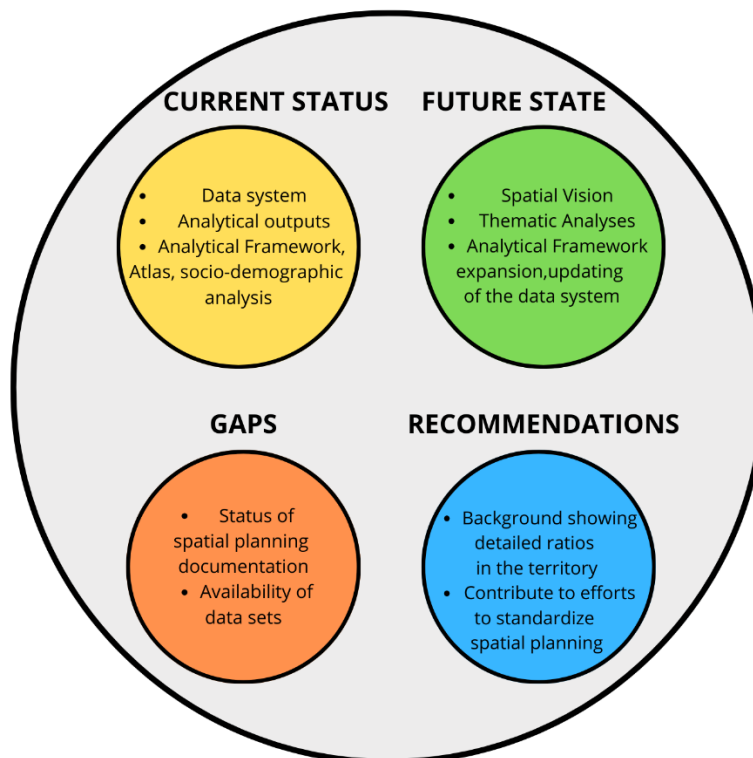 CURRENT STATUS
• Data system
• Analytical outputs
• Analytical Framework,
Atlas, socio-demographic
analysis
FUTURE STATE
• Spatial Vision
• Thematic Analyses
• Analytical Framework
expansion,updating
of the data system
GAPS
• Status of
spatial planning
documentation
• Availability of
data sets
RECOMMENDATIONS
• Background showing
detailed ratios
in the territory
• Contribute to efforts
to standardize
spatial planning